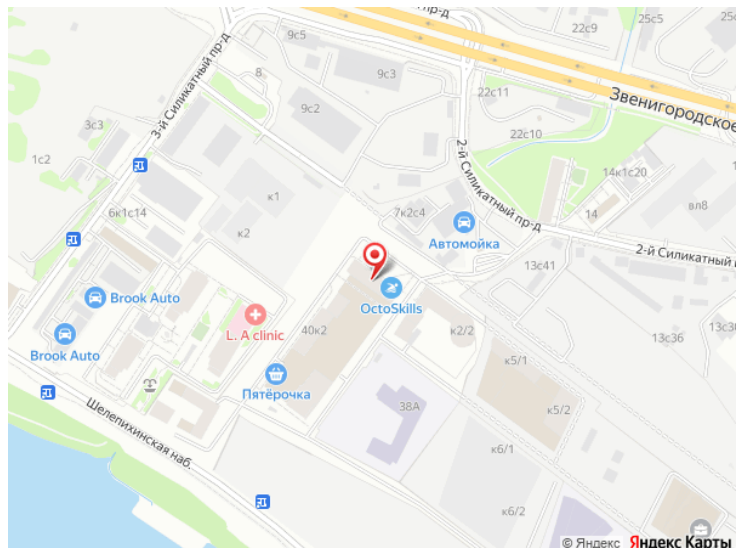 й пр-д
9с5
22с9
25с5
25с1
3-й Силикатный пр-д
8
9с3
9с2
22с11
Звенигородское
3с3
22с10
2-й Силикатный пр-д
1с2
14к1с20
к1
вл8
6к1с14
7к2с4
14
к2
Автомойка
2-й Силикатный п
13с41
Brook Auto
OctoSkills
L. A clinic
40к2
к2/2
13с30
13с36
Brook Auto
к5/1
Пятёрочка
38А
к5/2
Шелепихинская наб.
к6/1
к6/2
© Яндекс Яндекс Карты